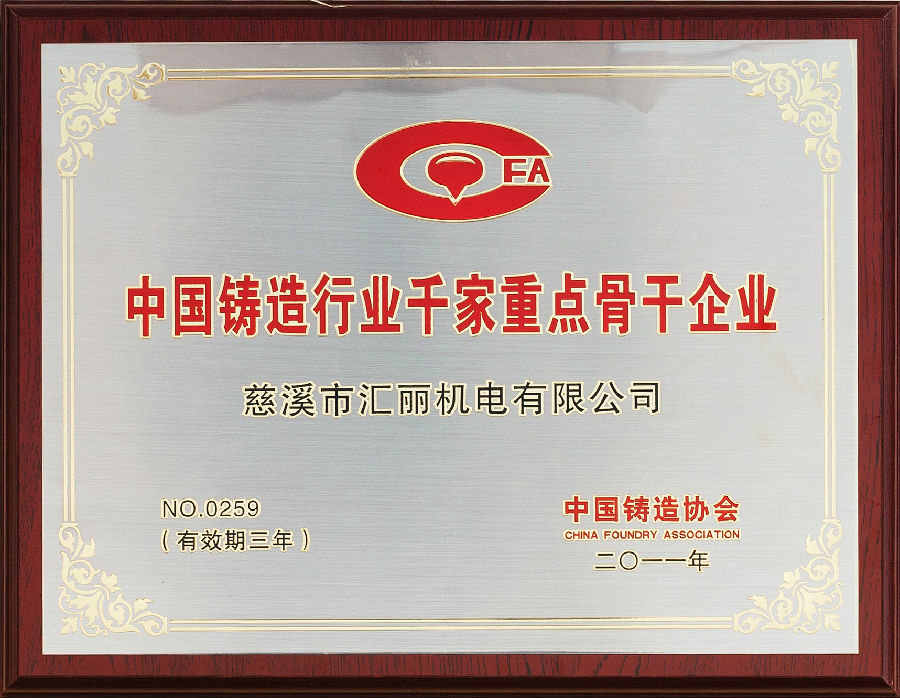 CFA
中国铸造行业千家重点骨干企业
慈溪市汇丽机电有限公司
NO.0259
（有效期三年）
中国铸造协会
CHINA FOUNDRY ASSOCIATION
二〇一一年